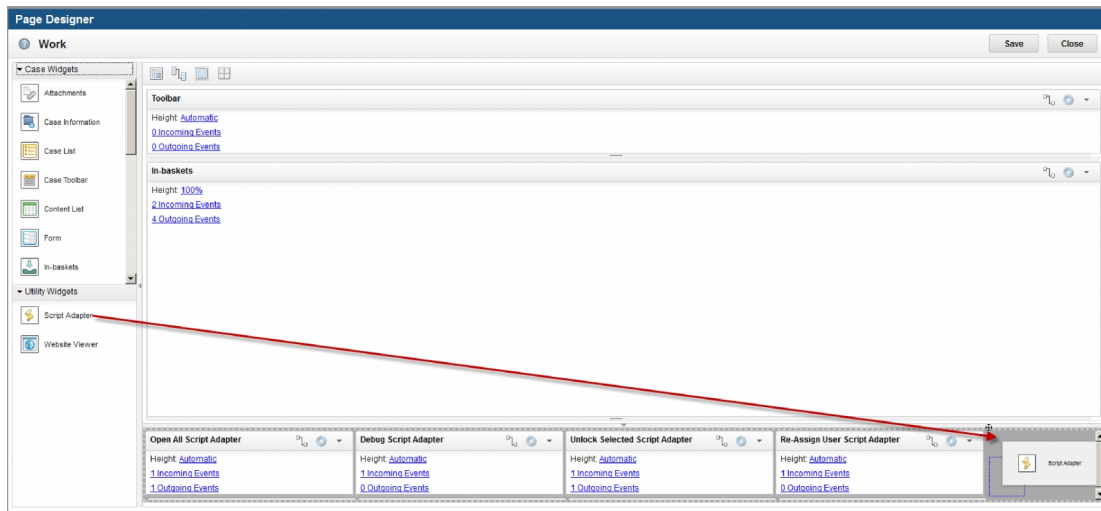 Page Designer
Work
Save
Close
Case Widgets
Attachments
Case Information
Case List
Case Toolbar
Content List
Form
In-baskets
Utility Widgets
Script Adapter
Website Viewer
Toolbar
Height: Automatic
0 Incoming Events
0 Outgoing Events
In-baskets
Height: 100%
2 Incoming Events
4 Outgoing Events
Open All Script Adapter
Height: Automatic
1 Incoming Events
1 Outgoing Events
Debug Script Adapter
Height: Automatic
1 Incoming Events
0 Outgoing Events
Unlock Selected Script Adapter
Height: Automatic
1 Incoming Events
1 Outgoing Events
Re-Assign User Script Adapter
Height: Automatic
1 Incoming Events
0 Outgoing Events
Script Adapter